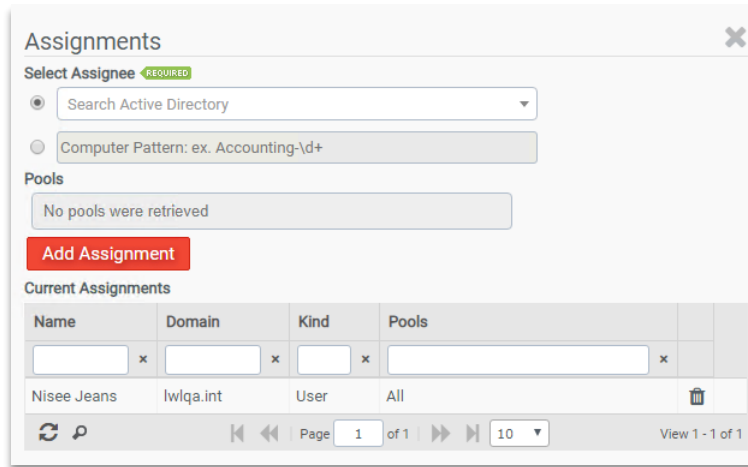 Assignments
Select Assignee REQUIRED
Search Active Directory
Computer Pattern: ex. Accounting-\d+
Pools
No pools were retrieved
Add Assignment
Current Assignments
Name Domain Kind Pools
Nisee Jeans lwlqa.int User All
Page 1 of 1 10 View 1 - 1 of 1